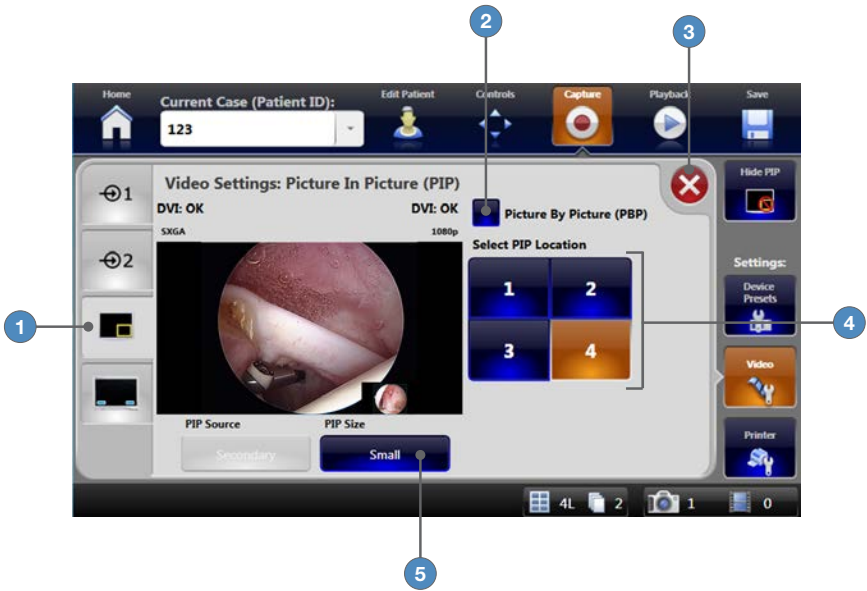 2
3
Home
Current Case (Patient ID):
Edit Patient
Controls
Capture
Playback
Save
123
Hide PIP
1
Video Settings: Picture In Picture (PIP)
DVI: OK
DVI: OK
Picture By Picture (PBP)
SXGA
1080p
Select PIP Location
2
1
2
Settings:
Device
Presets
1
4
3
4
Video
PIP Source
PIP Size
Secondary
Small
Printer
4L
2
1
0
5